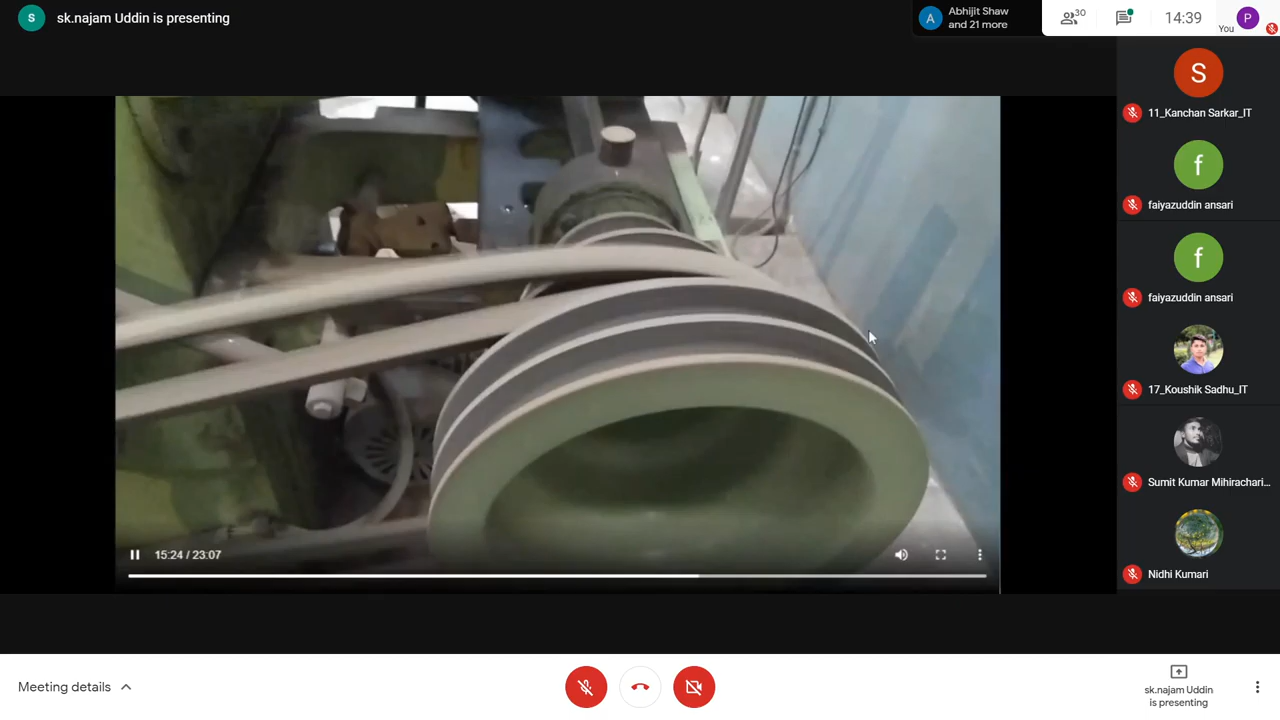 S
sk.najam Uddin is presenting
A
Abhijit Shaw
and 21 more
30
14:39
You
P
S
11_Kanchan Sarkar_IT
f
faiyazuddin ansari
f
faiyazuddin ansari
17_Koushik Sadhu_IT
Sumit Kumar Mihirachari...
Nidhi Kumari
15:24 / 23:07
Meeting details
sk.najam Uddin
is presenting